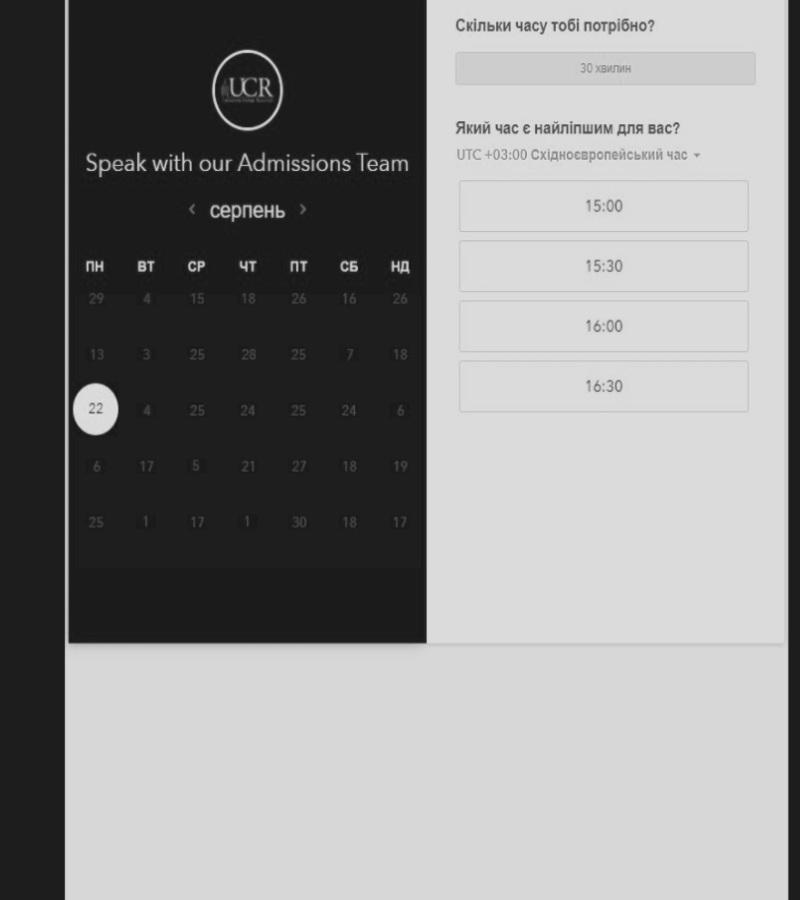 UCR
Speak with our Admissions Team
‹ серпень ›
ПН ВТ СР ЧТ ПТ СБ НД
29 4 15 18 26 16 26
13 3 25 28 25 7 18
22 4 25 24 25 24 6
6 17 5 21 27 18 19
25 1 17 1 30 18 17
Скільки часу тобі потрібно?
30 хвилин
Який час є найліпшим для вас?
UTC +03:00 Східноєвропейський час
15:00
15:30
16:00
16:30